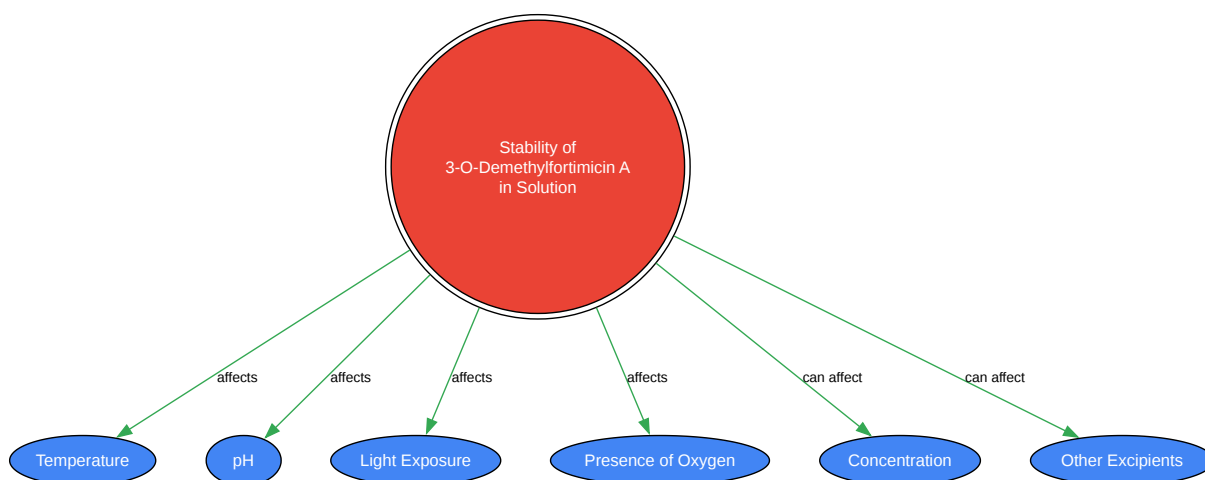 Stability of
3-O-Demethylfortimicin A
in Solution
affects
affects
affects
affects
can affect
can affect
Temperature
pH
Light Exposure
Presence of Oxygen
Concentration
Other Excipients